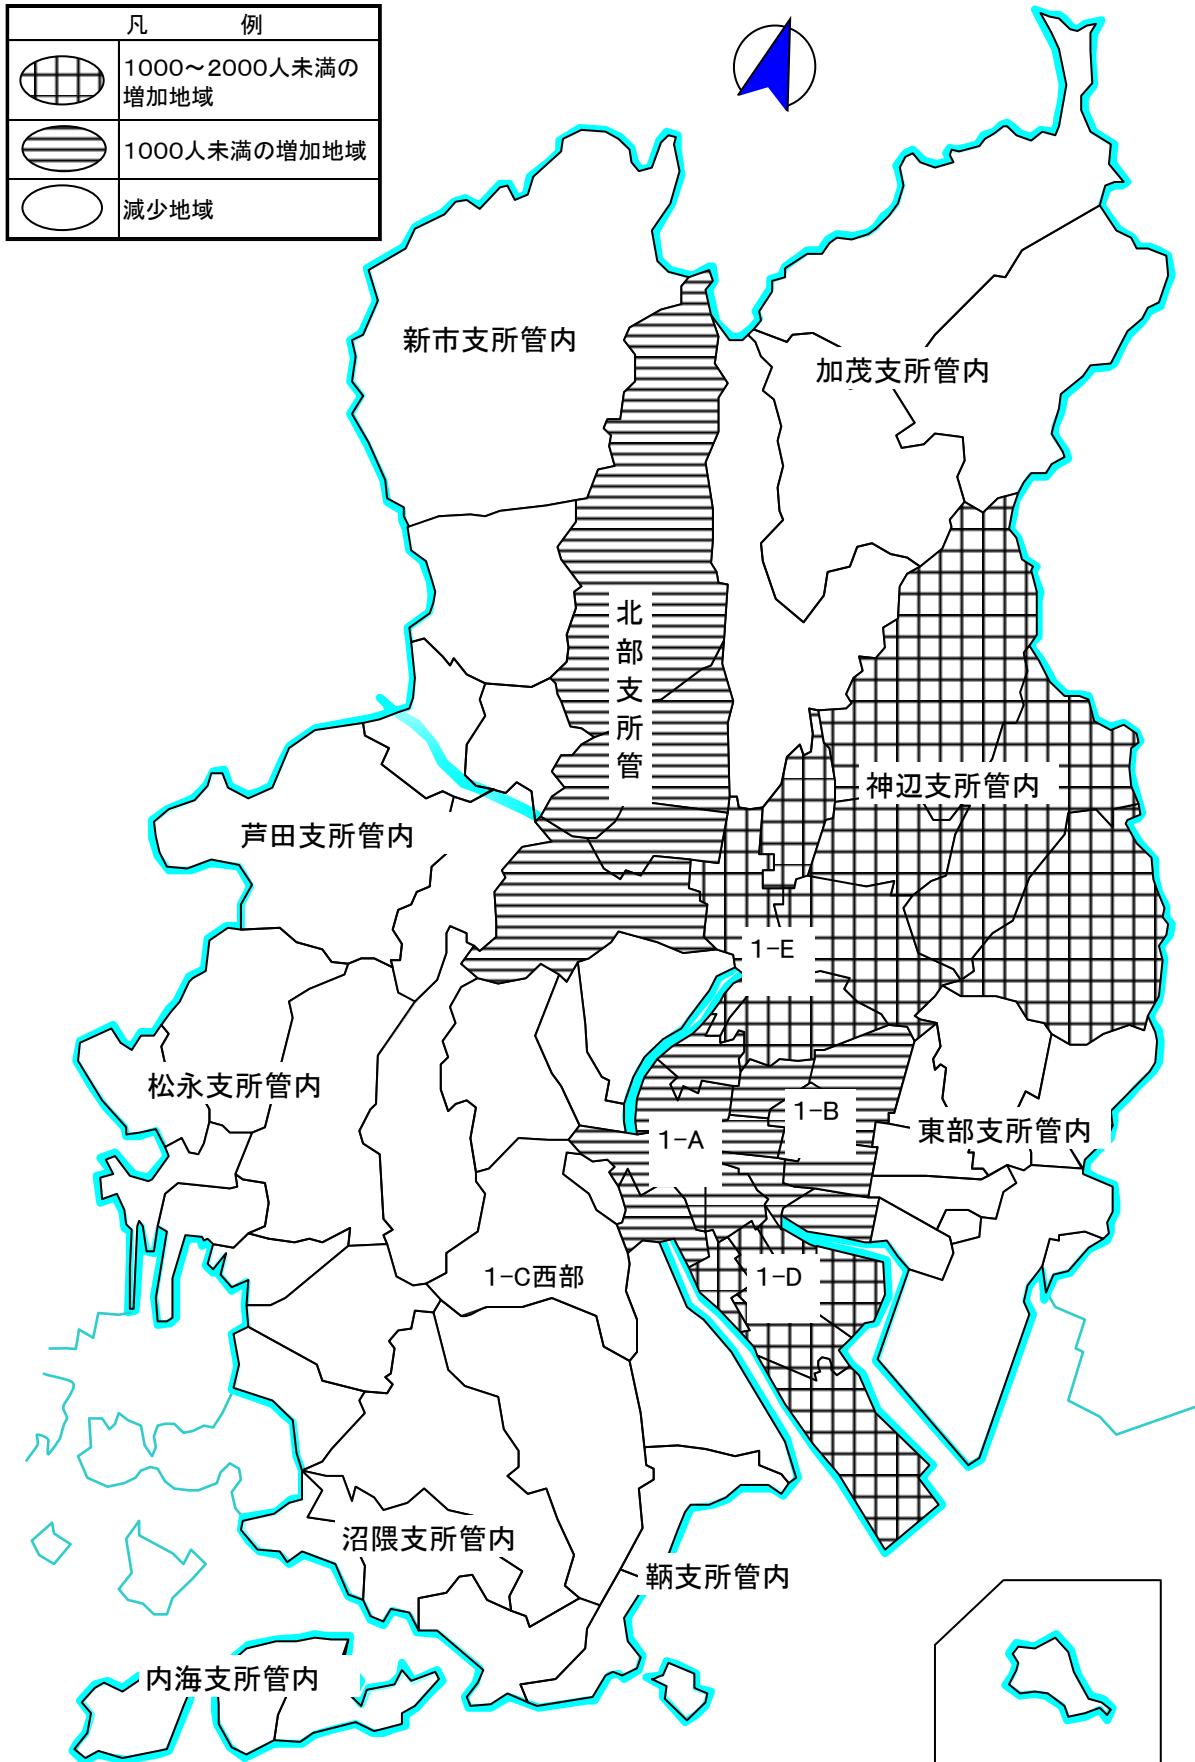 凡　例
1000～2000人未満の
増加地域
1000人未満の増加地域
減少地域
新市支所管内
加茂支所管内
北部支所管
神辺支所管内
芦田支所管内
1-E
松永支所管内
1-B
1-A
東部支所管内
1-C西部
1-D
沼隈支所管内
鞆支所管内
内海支所管内